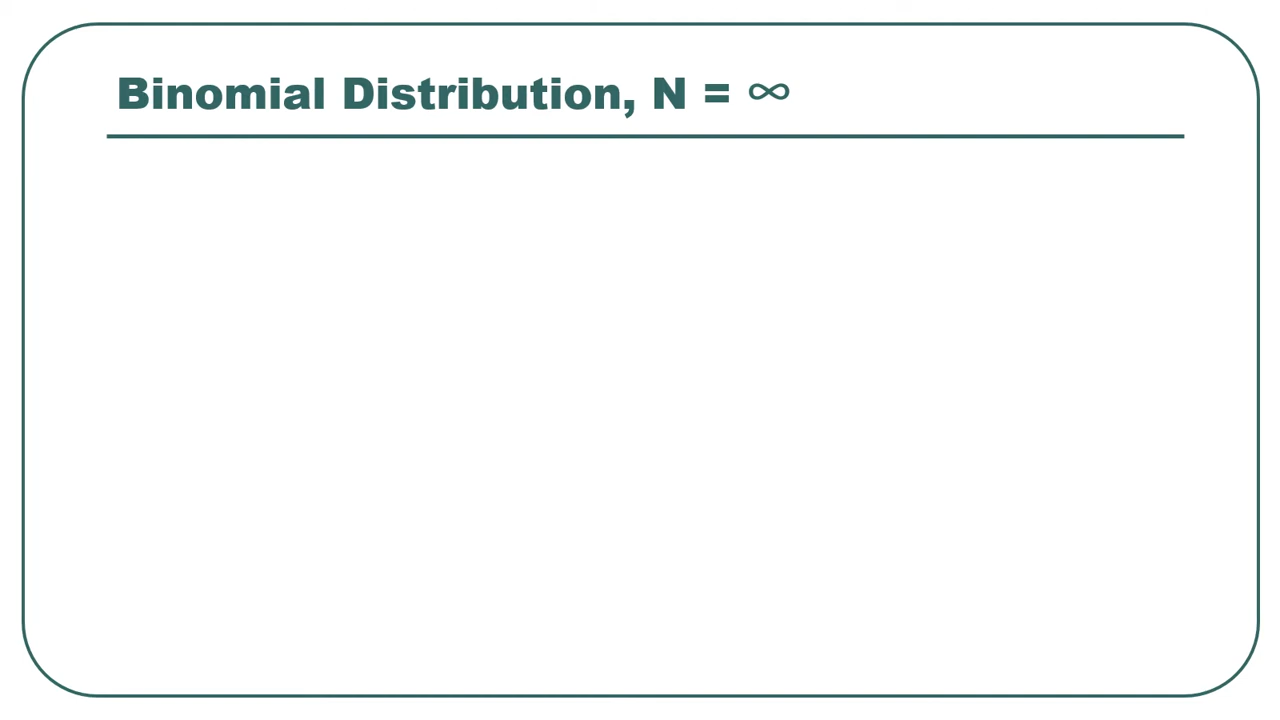 Binomial Distribution, N = ∞